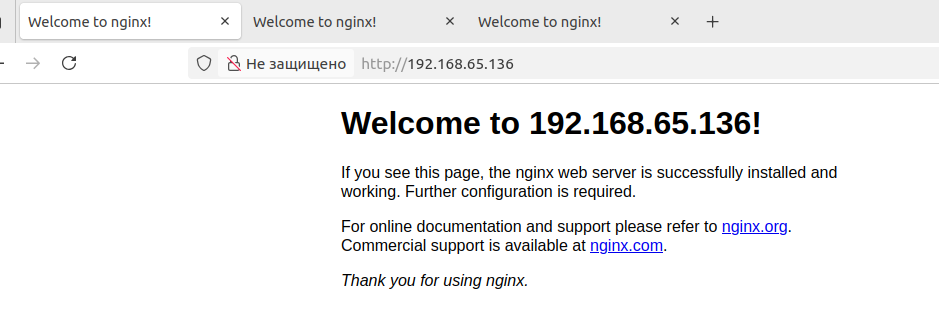 Welcome to nginx!
Welcome to nginx!
Welcome to nginx!
Не защищено http://192.168.65.136
Welcome to 192.168.65.136!
If you see this page, the nginx web server is successfully installed and
working. Further configuration is required.
For online documentation and support please refer to nginx.org.
Commercial support is available at nginx.com.
Thank you for using nginx.